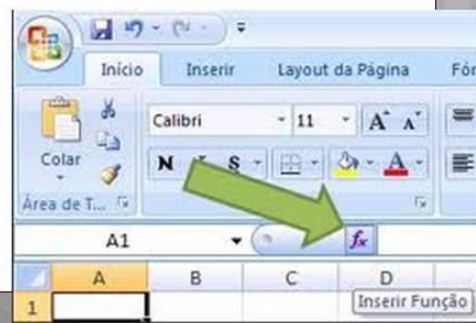 Início Inserir Layout da Página Fór
Calibri 11 A A
Colar
N S A
Área de T...
A1 fx
A B C D
Inserir Função
1